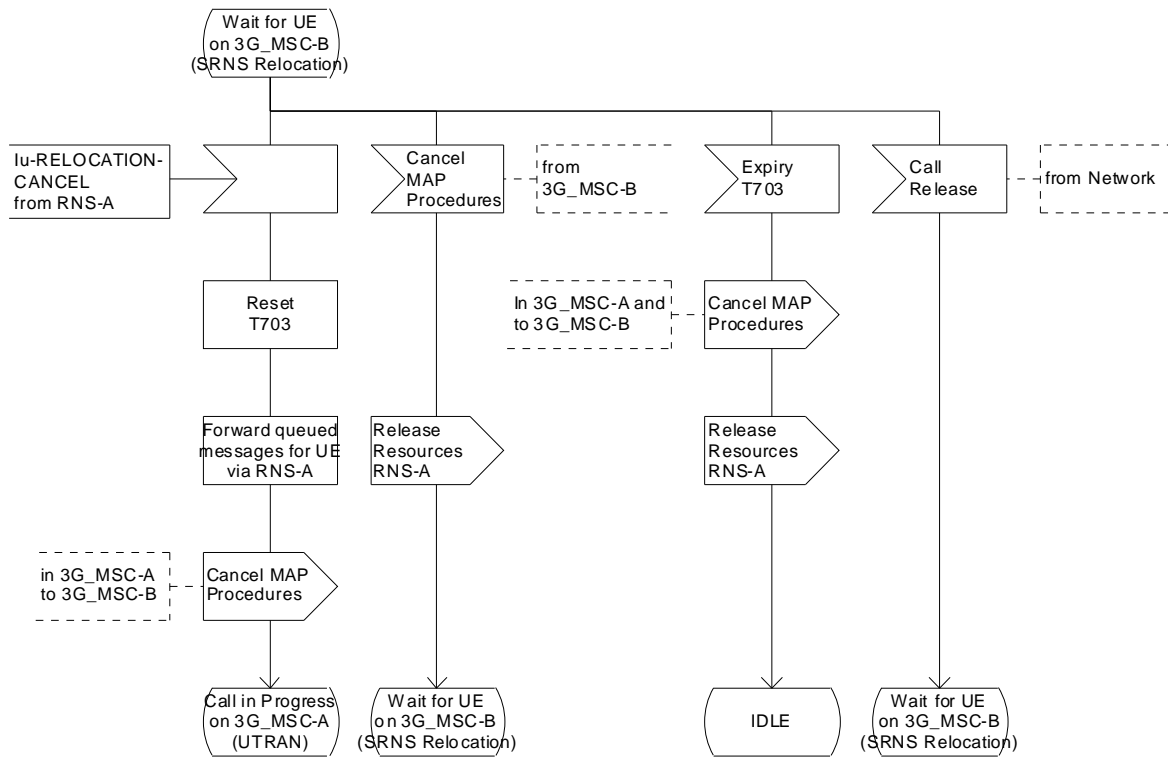 Wait for UE
on 3G_MSC-B
(SRNS Relocation)
Iu-RELOCATION-
CANCEL
from RNS-A
Cancel
MAP
Procedures
from
3G_MSC-B
Expiry
T703
Call
Release
from Network
Reset
T703
In 3G_MSC-A and
to 3G_MSC-B
Cancel MAP
Procedures
Forward queued
messages for UE
via RNS-A
Release
Resources
RNS-A
Release
Resources
RNS-A
in 3G_MSC-A
to 3G_MSC-B
Cancel MAP
Procedures
Call in Progress
on 3G_MSC-A
(UTRAN)
Wait for UE
on 3G_MSC-B
(SRNS Relocation)
IDLE
Wait for UE
on 3G_MSC-B
(SRNS Relocation)